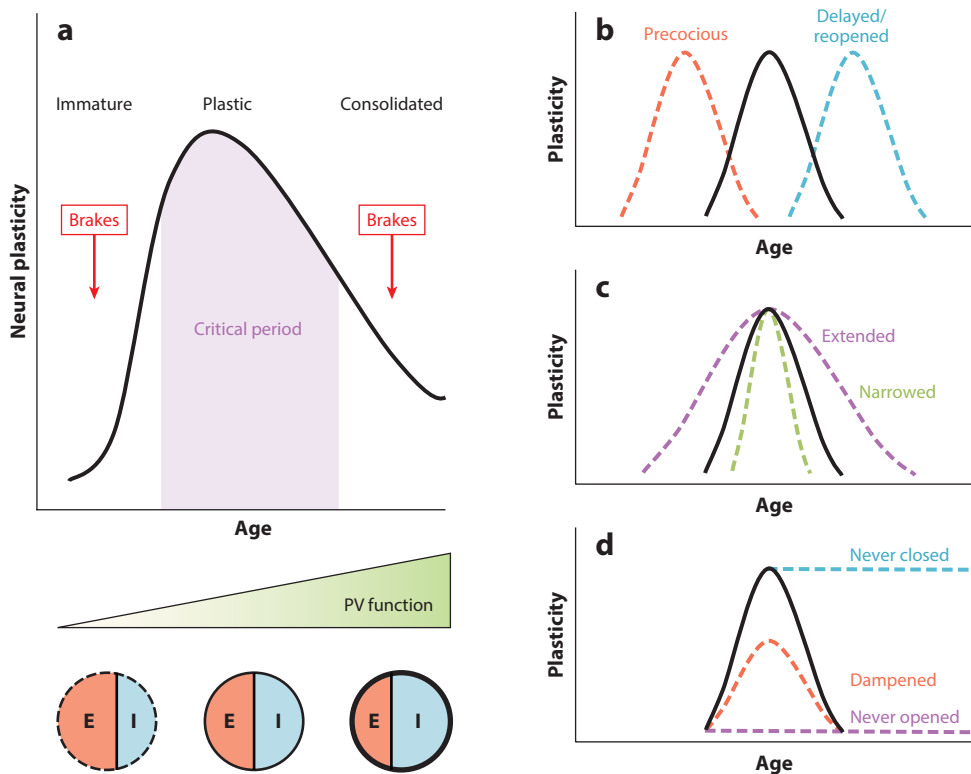 a
Neural plasticity
Immature
Plastic
Consolidated
Brakes
Brakes
Critical period
Age
PV function
E
I
E
I
E
I
b
Plasticity
Precocious
Delayed/
reopened
Age
c
Plasticity
Extended
Narrowed
Age
d
Plasticity
Never closed
Dampened
Never opened
Age